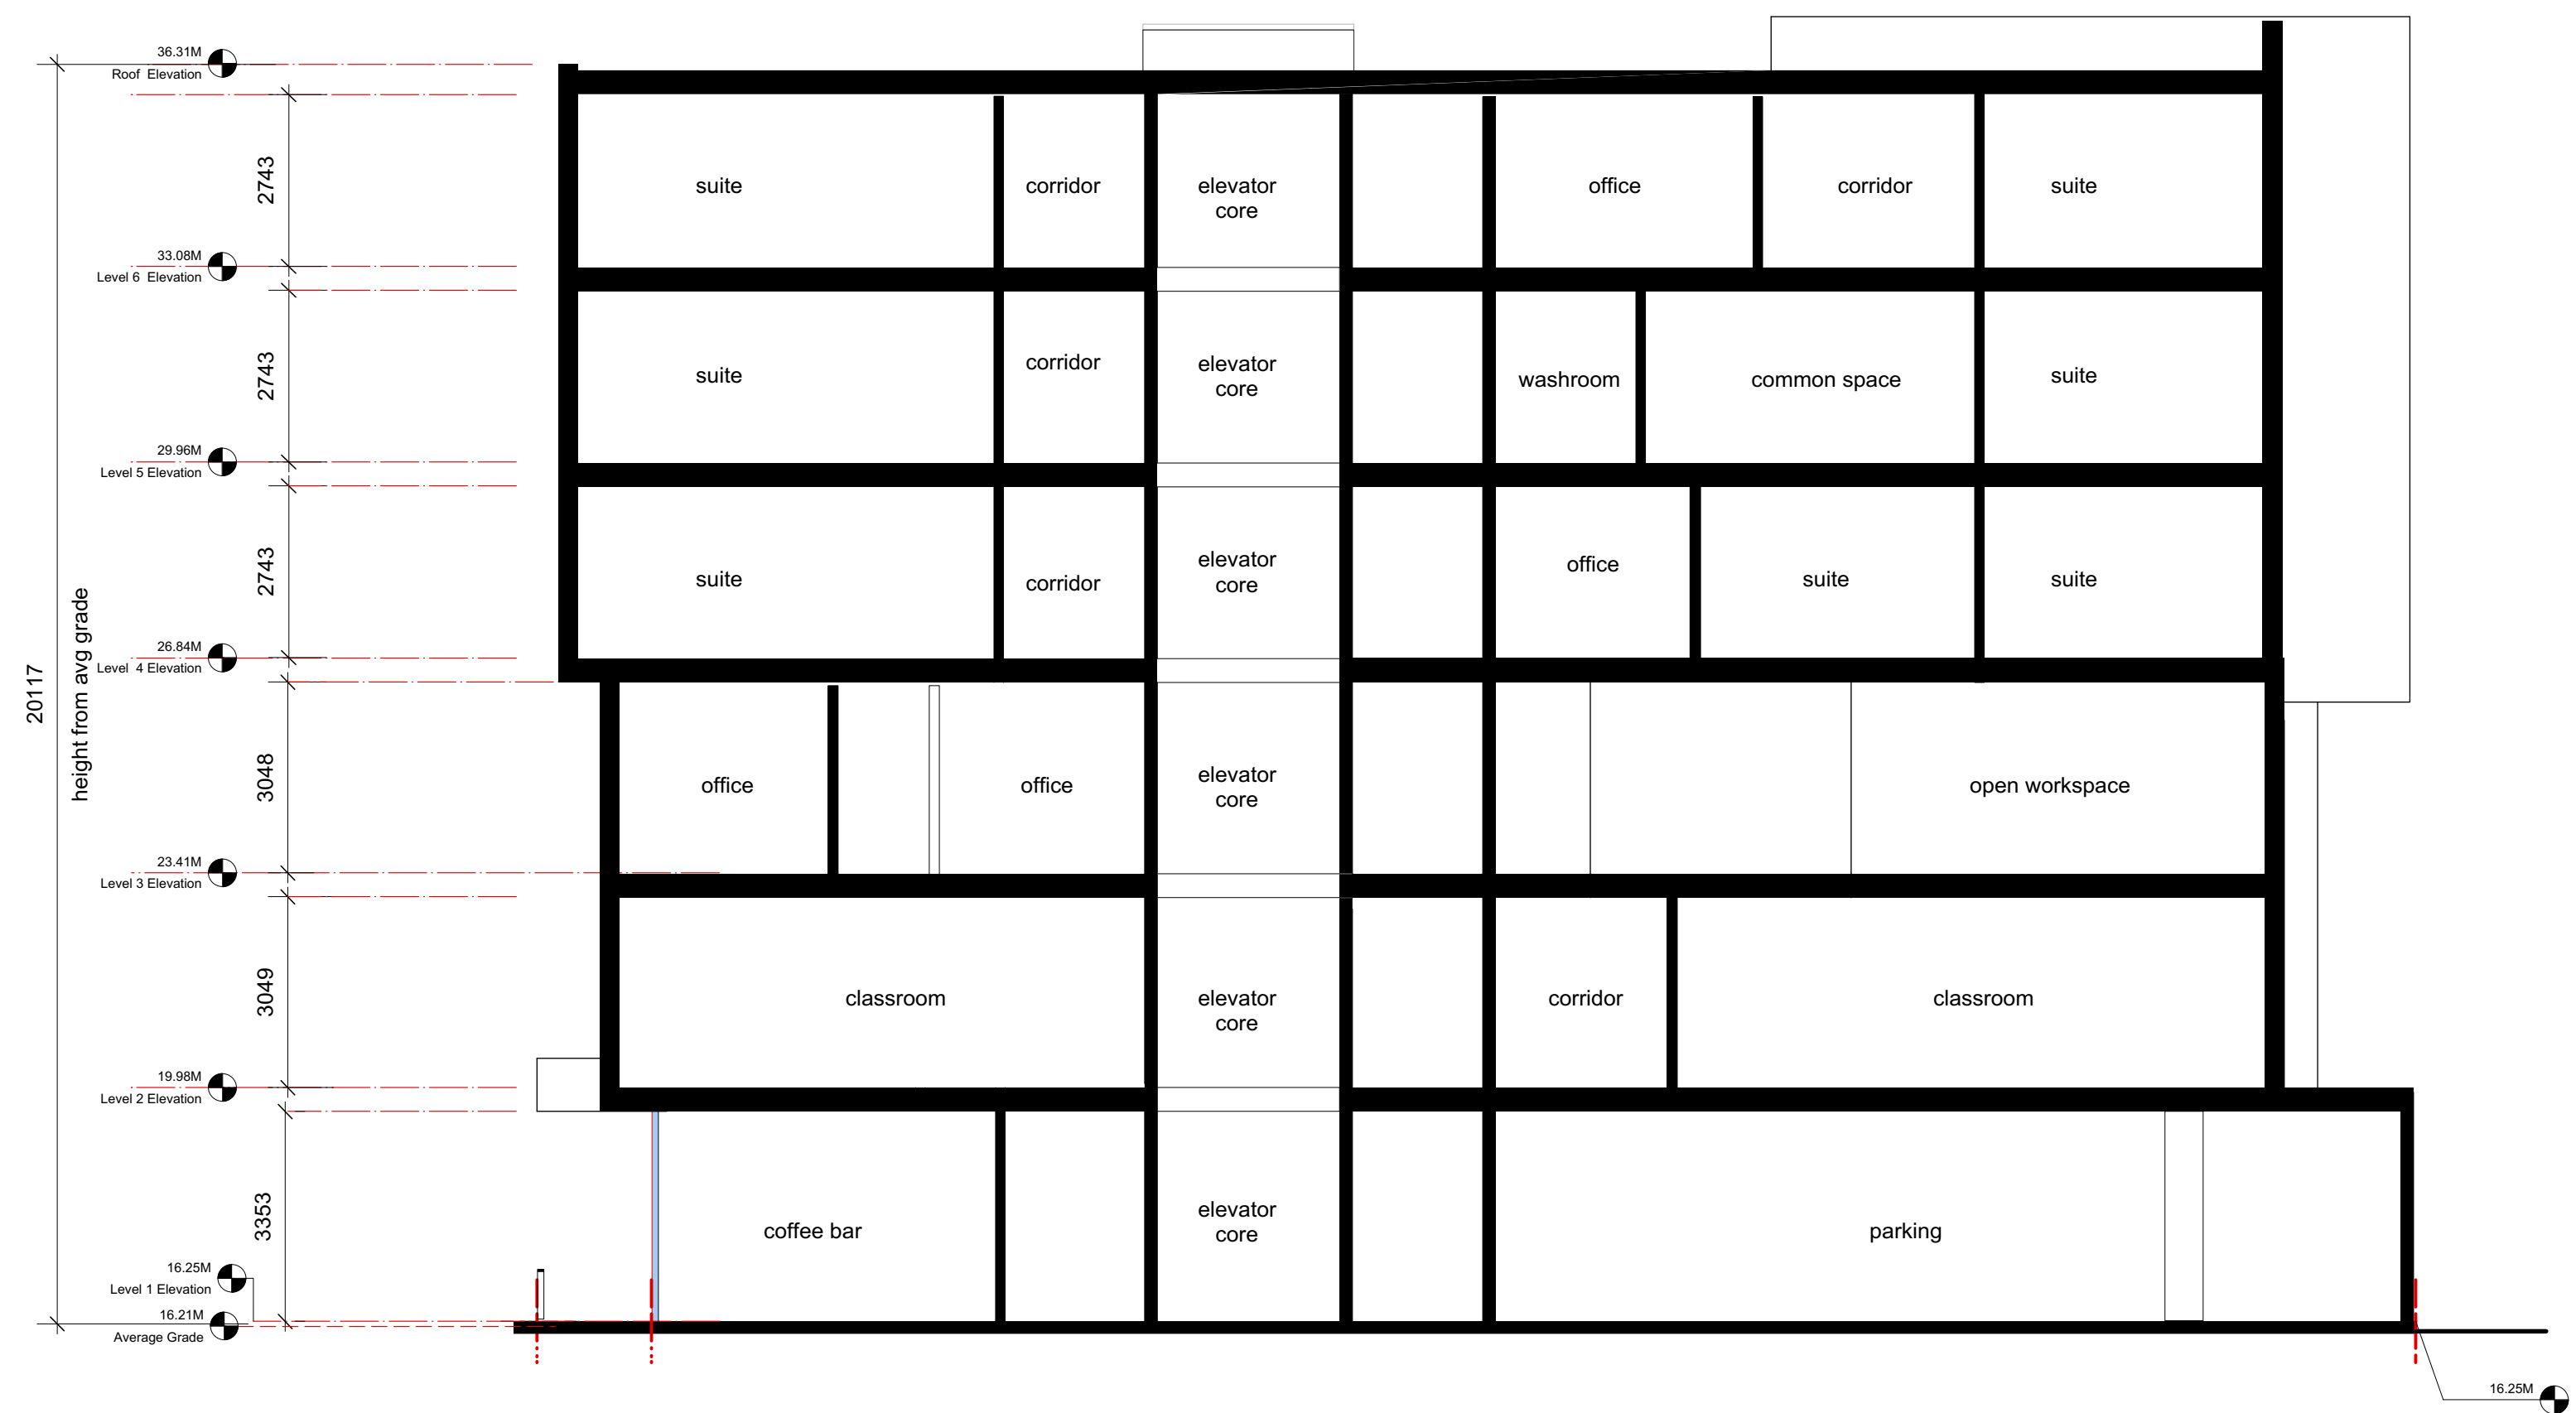 36.31M
Roof Elevation
2743
suite
corridor
elevator
core
office
corridor
suite
33.08M
Level 6 Elevation
2743
suite
corridor
elevator
core
washroom
common space
suite
29.96M
Level 5 Elevation
2743
suite
corridor
elevator
core
office
suite
suite
26.84M
Level 4 Elevation
20117
height from avg grade
3048
office
office
elevator
core
open workspace
23.41M
Level 3 Elevation
3049
classroom
elevator
core
corridor
classroom
19.98M
Level 2 Elevation
3353
coffee bar
elevator
core
parking
16.25M
Level 1 Elevation
16.21M
Average Grade
16.25M